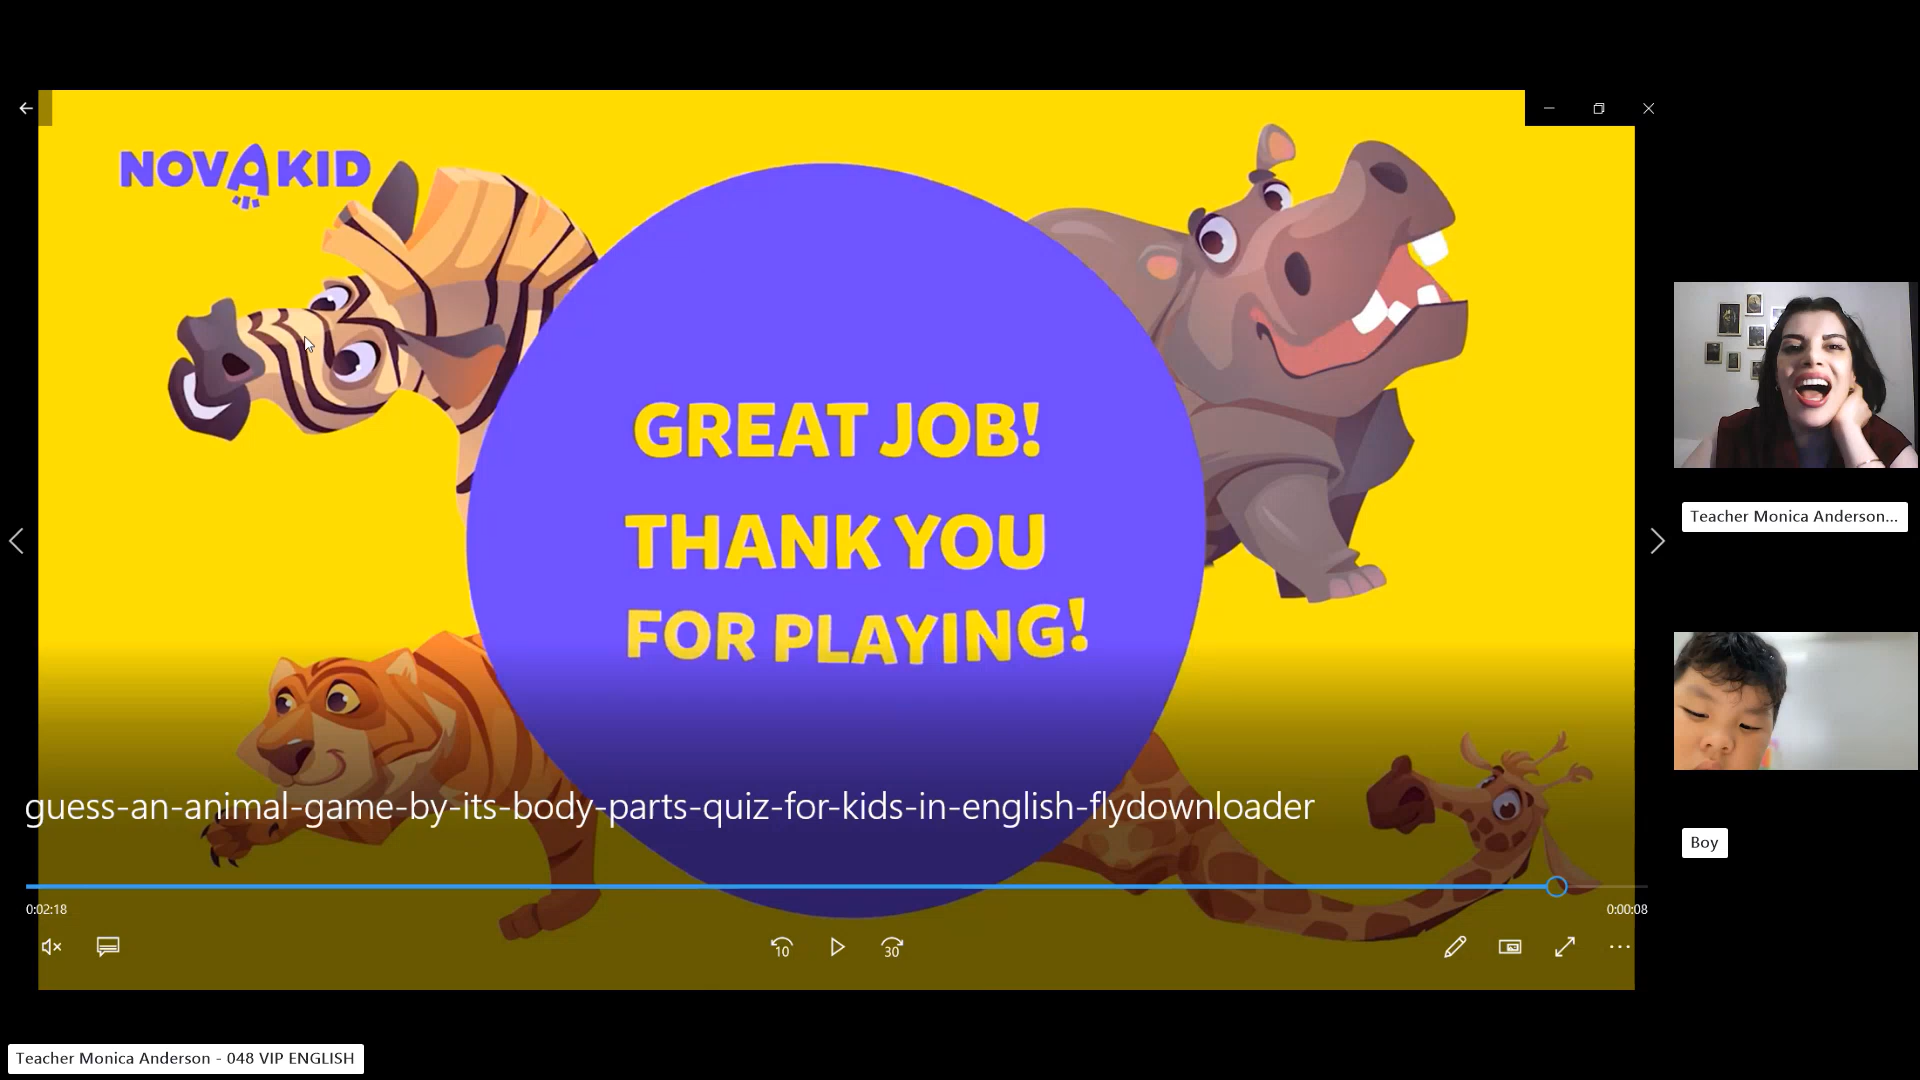 NOVAKID
GREAT JOB!
THANK YOU
FOR PLAYING!
guess-an-animal-game-by-its-body-parts-quiz-for-kids-in-english-flydownloader
0:02:18
0:00:08
10
30
Teacher Monica Anderson...
Boy
Teacher Monica Anderson - 048 VIP ENGLISH